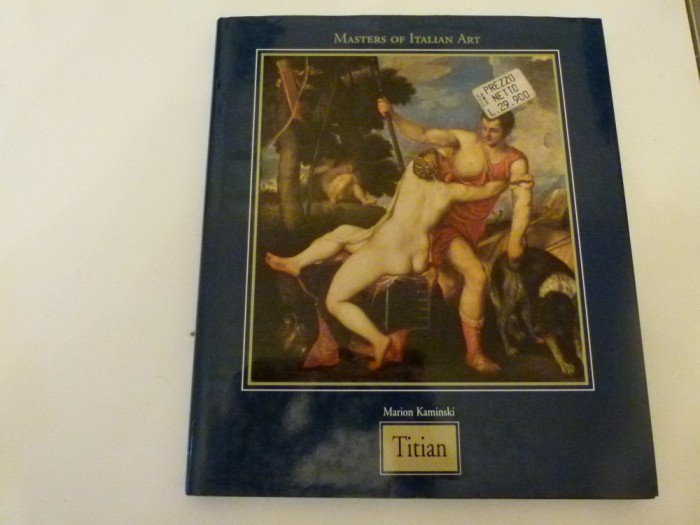 MASTERS OF ITALIAN ART
PREZZO
NETTO
L. 29.900
Marion Kaminski
Titian